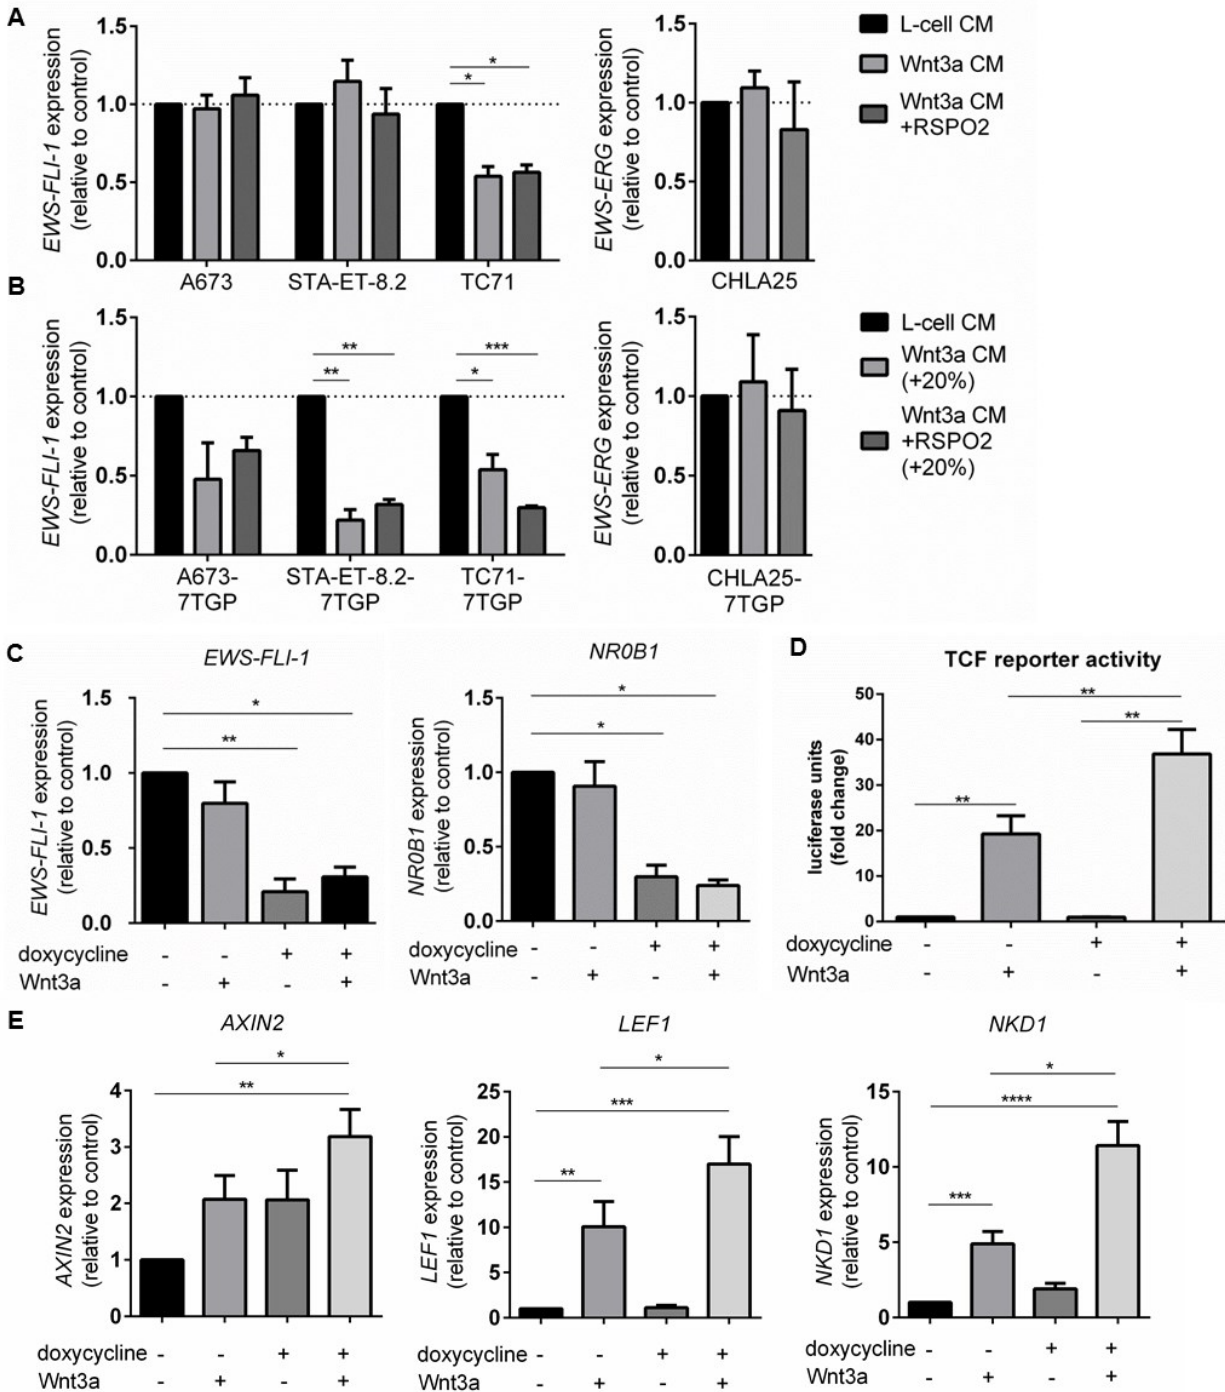 A
EWS-FLI-1 expression
(relative to control)
1.5
1.0
0.5
0.0
* 
*
A673 STA-ET-8.2 TC71
EWS-ERG expression
(relative to control)
1.5
1.0
0.5
0.0
CHLA25
L-cell CM
Wnt3a CM
Wnt3a CM
+RSPO2
B
EWS-FLI-1 expression
(relative to control)
1.5
1.0
0.5
0.0
** ***
** *
A673- STA-ET-8.2- TC71-
7TGP 7TGP 7TGP
EWS-ERG expression
(relative to control)
1.5
1.0
0.5
0.0
CHLA25-
7TGP
L-cell CM
Wnt3a CM
(+20%)
Wnt3a CM
+RSPO2
(+20%)
C
EWS-FLI-1
EWS-FLI-1 expression
(relative to control)
1.5
1.0
0.5
0.0
*
**
doxycycline - - + +
Wnt3a - + - +
NR0B1
NR0B1 expression
(relative to control)
1.5
1.0
0.5
0.0
*
*
- - + +
- + - +
D
TCF reporter activity
luciferase units
(fold change)
50
40
30
20
10
0
**
**
**
doxycycline - - + +
Wnt3a - + - +
E
AXIN2
AXIN2 expression
(relative to control)
4
3
2
1
0
*
**
doxycycline - - + +
Wnt3a - + - +
LEF1
LEF1 expression
(relative to control)
25
20
15
10
5
0
*
***
**
doxycycline - - + +
Wnt3a - + - +
NKD1
NKD1 expression
(relative to control)
15
10
5
0
*
****
***
doxycycline - - + +
Wnt3a - + - +